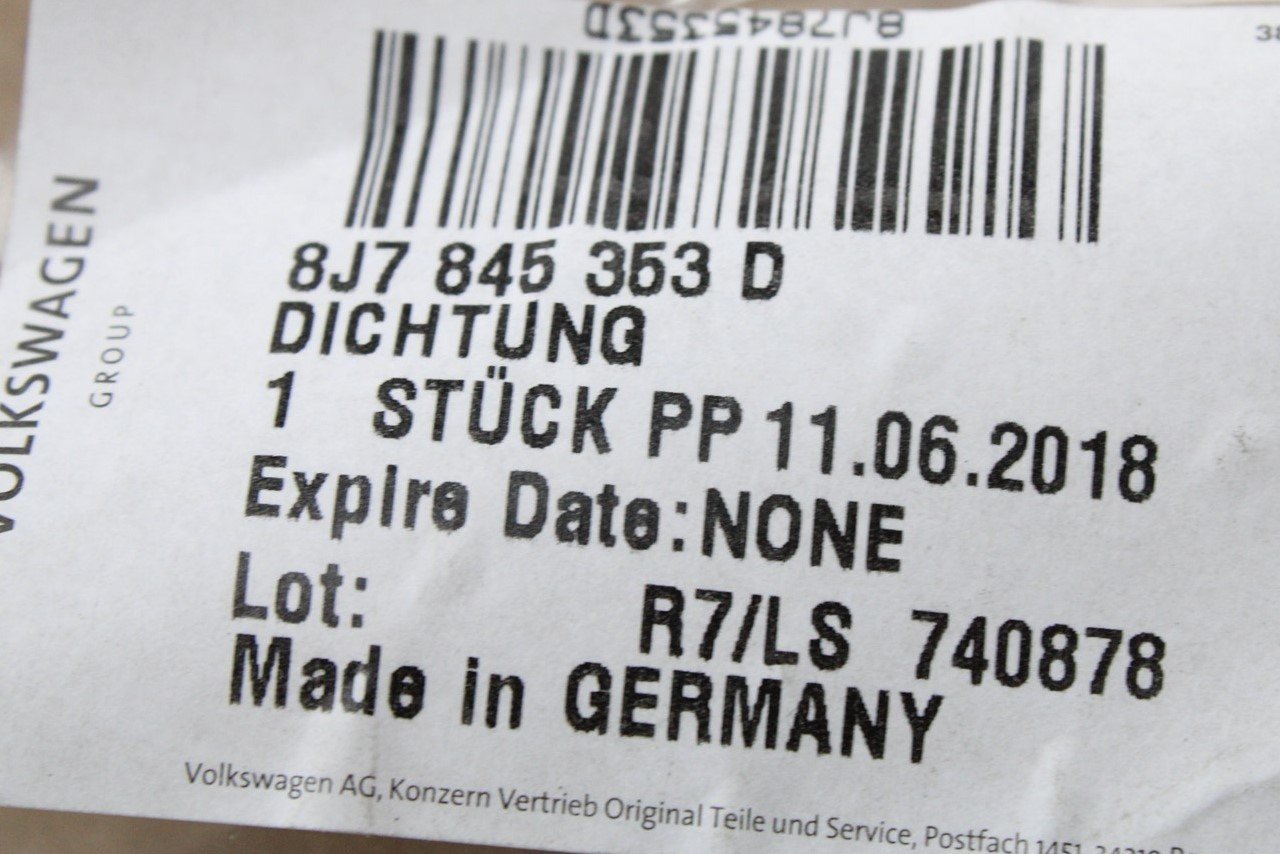 8J7845353D
38
VOLKSWAGEN
GROUP
8J7 845 353 D
DICHTUNG
1 STÜCK PP 11.06.2018
Expire Date:NONE
Lot: R7/LS 740878
Made in GERMANY
Volkswagen AG, Konzern Vertrieb Original Teile und Service, Postfach 1451,